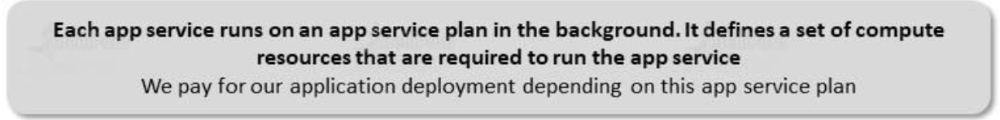 Each app service runs on an app service plan in the background. It defines a set of compute
resources that are required to run the app service
We pay for our application deployment depending on this app service plan